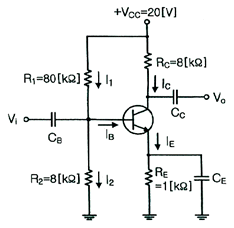 +V_CC=20[V]
R_1=80[kΩ]
I_1
R_C=8[kΩ]
I_C
C_C
V_o
V_i
C_B
I_B
I_E
R_2=8[kΩ]
I_2
R_E
=1[kΩ]
C_E